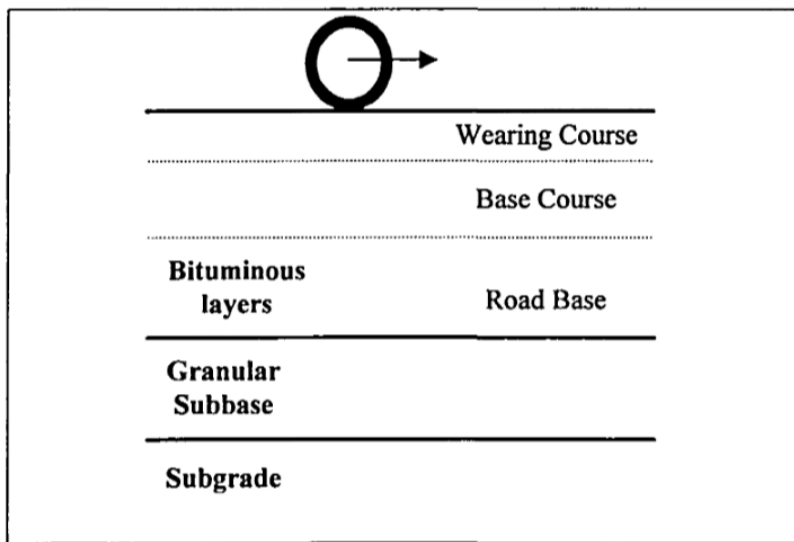 Wearing Course
Base Course
Bituminous
layers
Road Base
Granular
Subbase
Subgrade